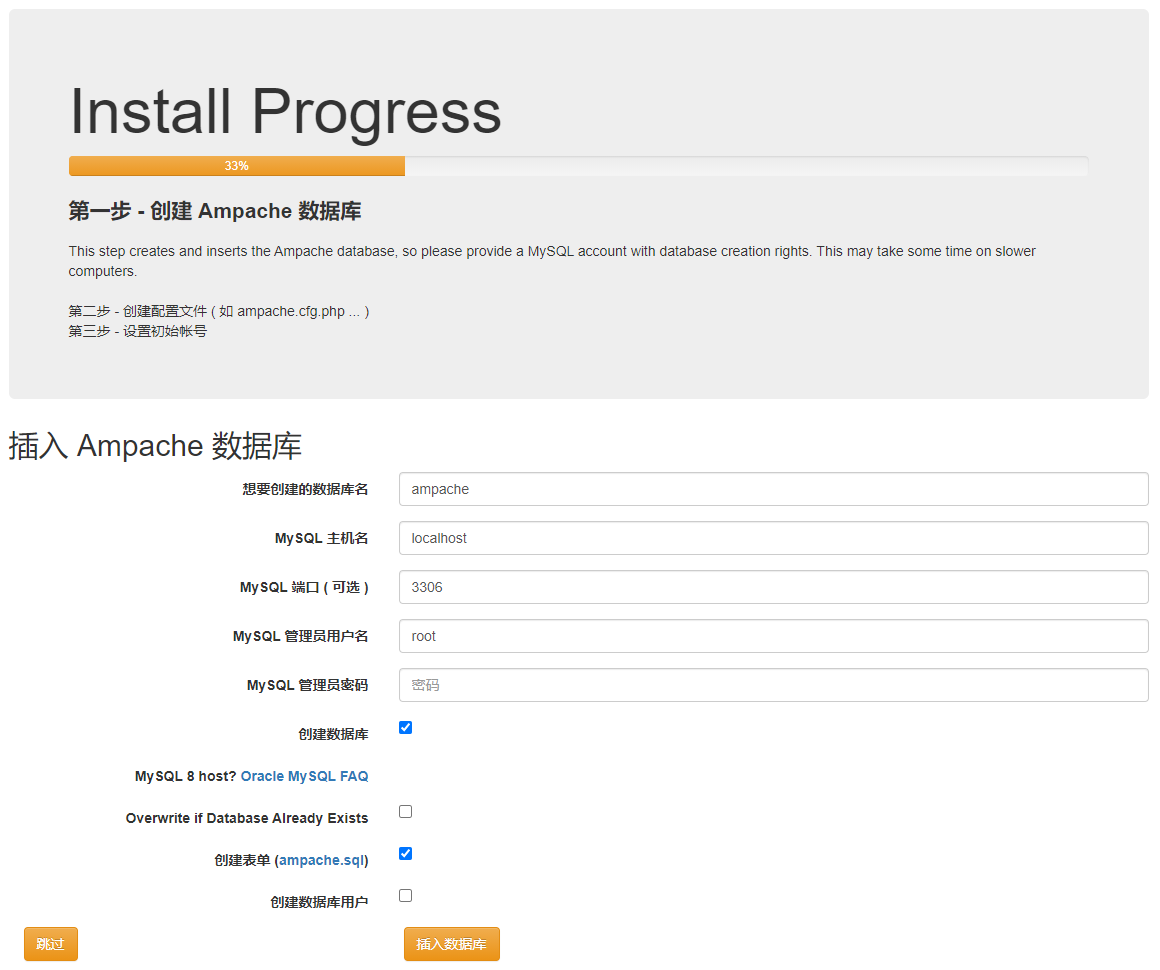 Install Progress
33%
第一步 - 创建 Ampache 数据库
This step creates and inserts the Ampache database, so please provide a MySQL account with database creation rights. This may take some time on slower
computers.
第二步 - 创建配置文件 ( 如 ampache.cfg.php ... )
第三步 - 设置初始帐号
插入 Ampache 数据库
想要创建的数据库名 ampache
MySQL 主机名 localhost
MySQL 端口 ( 可选 ) 3306
MySQL 管理员用户名 root
MySQL 管理员密码 密码
创建数据库
MySQL 8 host? Oracle MySQL FAQ
Overwrite if Database Already Exists
创建表单 (ampache.sql)
创建数据库用户
跳过 插入数据库